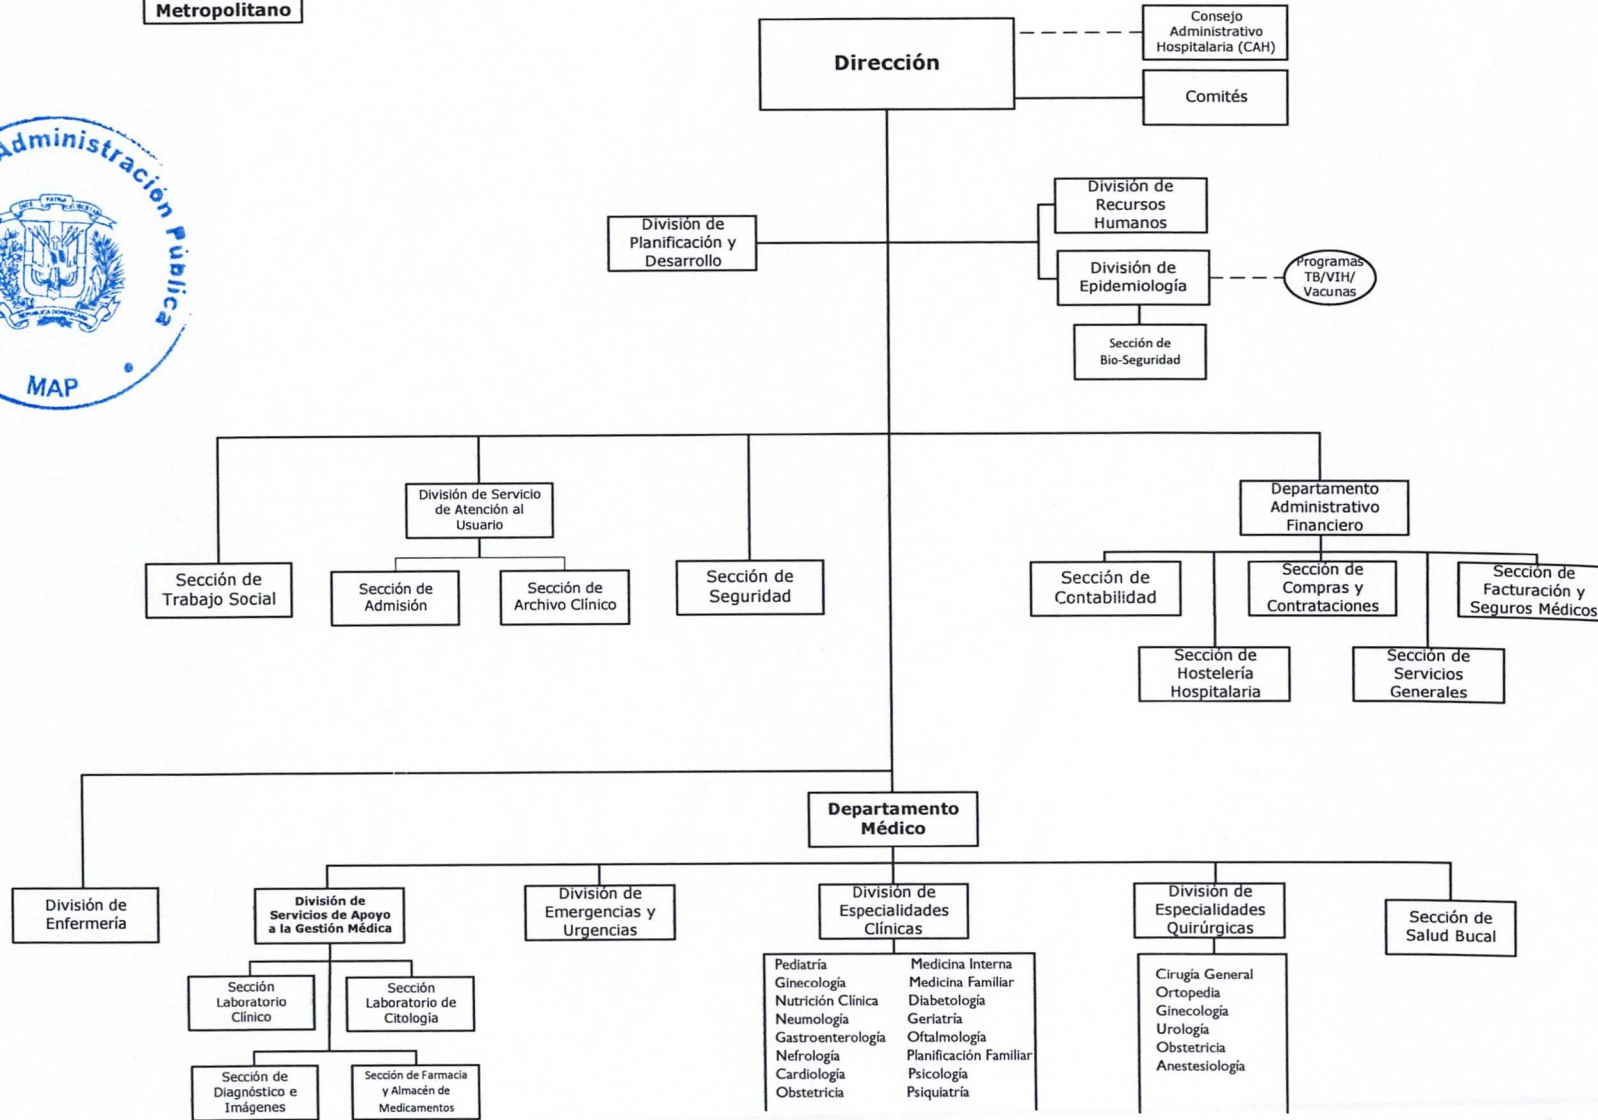 Metropolitano
Dirección
Consejo
Administrativo
Hospitalaria (CAH)
Comités
Administración Pública
MAP
División de
Planificación y
Desarrollo
División de
Recursos
Humanos
División de
Epidemiología
Programas
TB/VIH/
Vacunas
Sección de
Bio-Seguridad
División de Servicio
de Atención al
Usuario
Departamento
Administrativo
Financiero
Sección de
Trabajo Social
Sección de
Admisión
Sección de
Archivo Clínico
Sección de
Seguridad
Sección de
Contabilidad
Sección de
Compras y
Contrataciones
Sección de
Facturación y
Seguros Médicos
Sección de
Hostelería
Hospitalaria
Sección de
Servicios
Generales
Departamento
Médico
División de
Enfermería
División de
Servicios de Apoyo
a la Gestión Médica
División de
Emergencias y
Urgencias
División de
Especialidades
Clínicas
División de
Especialidades
Quirúrgicas
Sección de
Salud Bucal
Sección
Laboratorio
Clínico
Sección
Laboratorio de
Citología
Sección de
Diagnóstico e
Imágenes
Sección de Farmacia
y Almacén de
Medicamentos
Pediatría
Ginecología
Nutrición Clínica
Neumología
Gastroenterología
Nefrología
Cardiología
Obstetricia
Medicina Interna
Medicina Familiar
Diabetología
Geriatría
Oftalmología
Planificación Familiar
Psicología
Psiquiatría
Cirugía General
Ortopedia
Ginecología
Urología
Obstetricia
Anestesiología